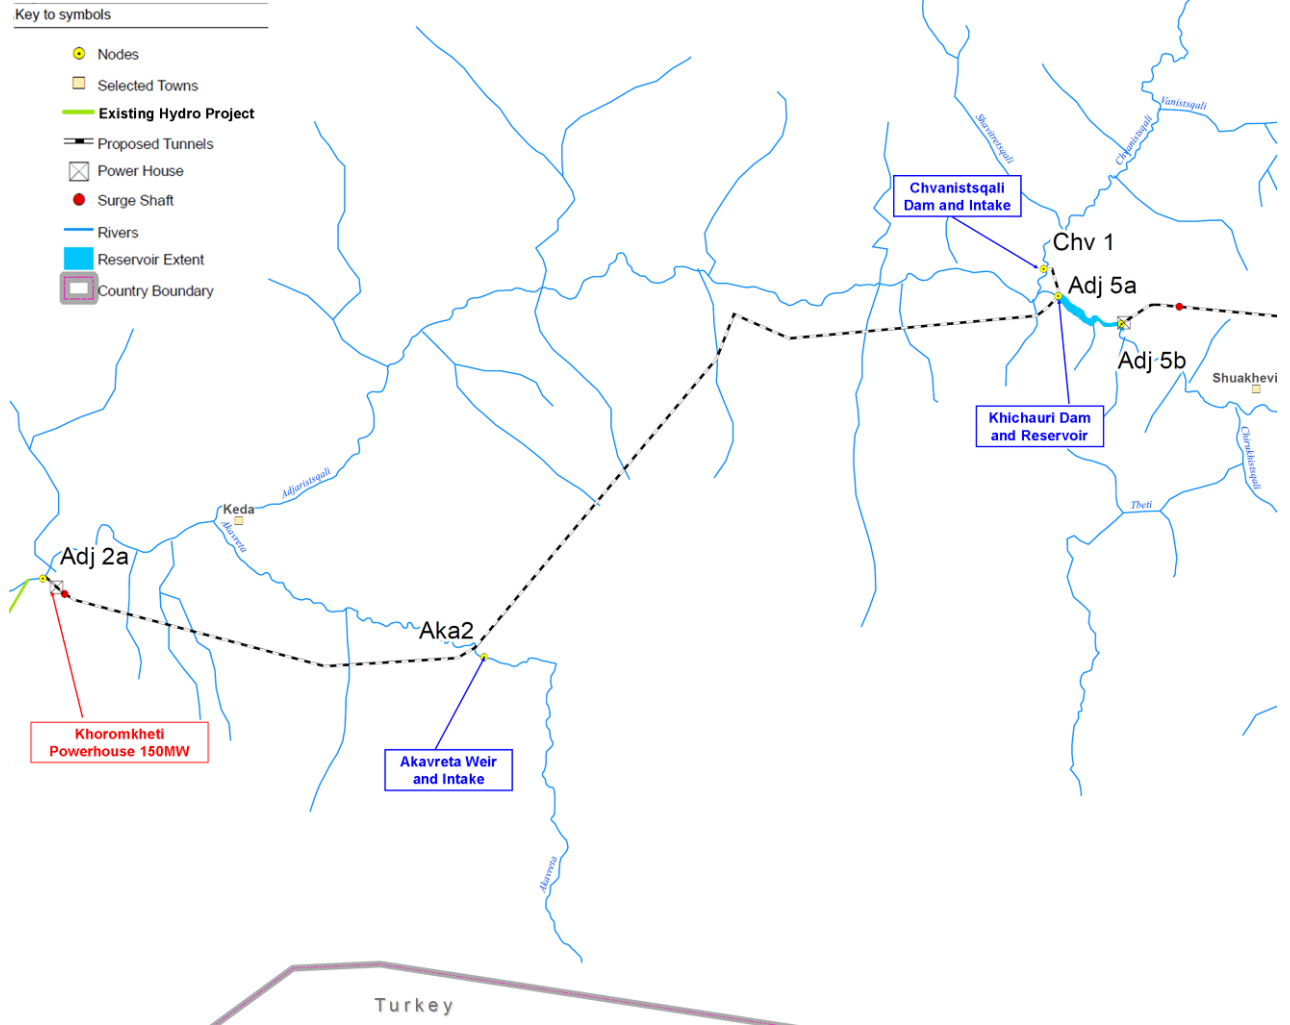 Key to symbols
Nodes
Selected Towns
Existing Hydro Project
Proposed Tunnels
Power House
Surge Shaft
Rivers
Reservoir Extent
Country Boundary
Vanistsqali
Shavitretsqali
Chvanistsqali
Chvanistsqali
Dam and Intake
Chv 1
Adj 5a
Adj 5b
Shuakhevi
Khichauri Dam
and Reservoir
Chirukhistsqali
Tbeti
Adjaristsqali
Keda
Akavreta
Adj 2a
Aka2
Khoromkheti
Powerhouse 150MW
Akavreta Weir
and Intake
Akavreta
Turkey